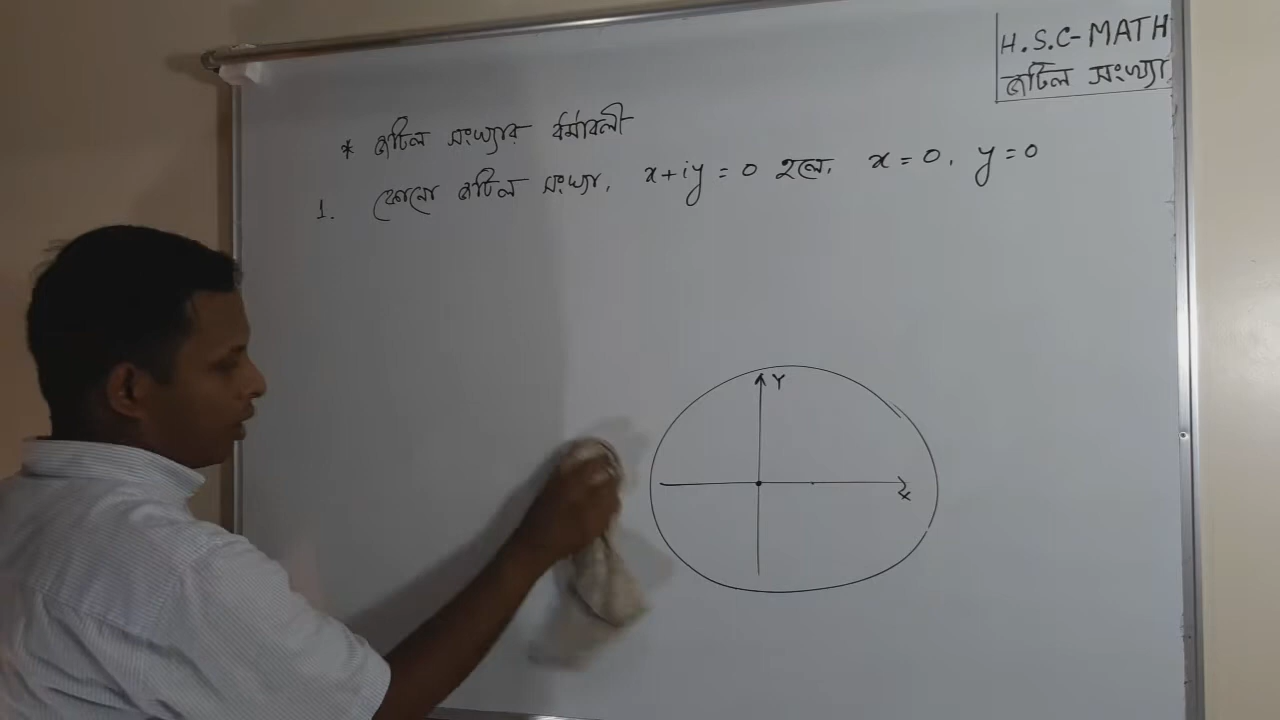 H.S.C-MATH
জটিল সংখ্যা
* জটিল সংখ্যার ধর্মাবলী
1. কোনো জটিল সংখ্যা, x+iy = 0 হলে, x = 0, y = 0
Y
X